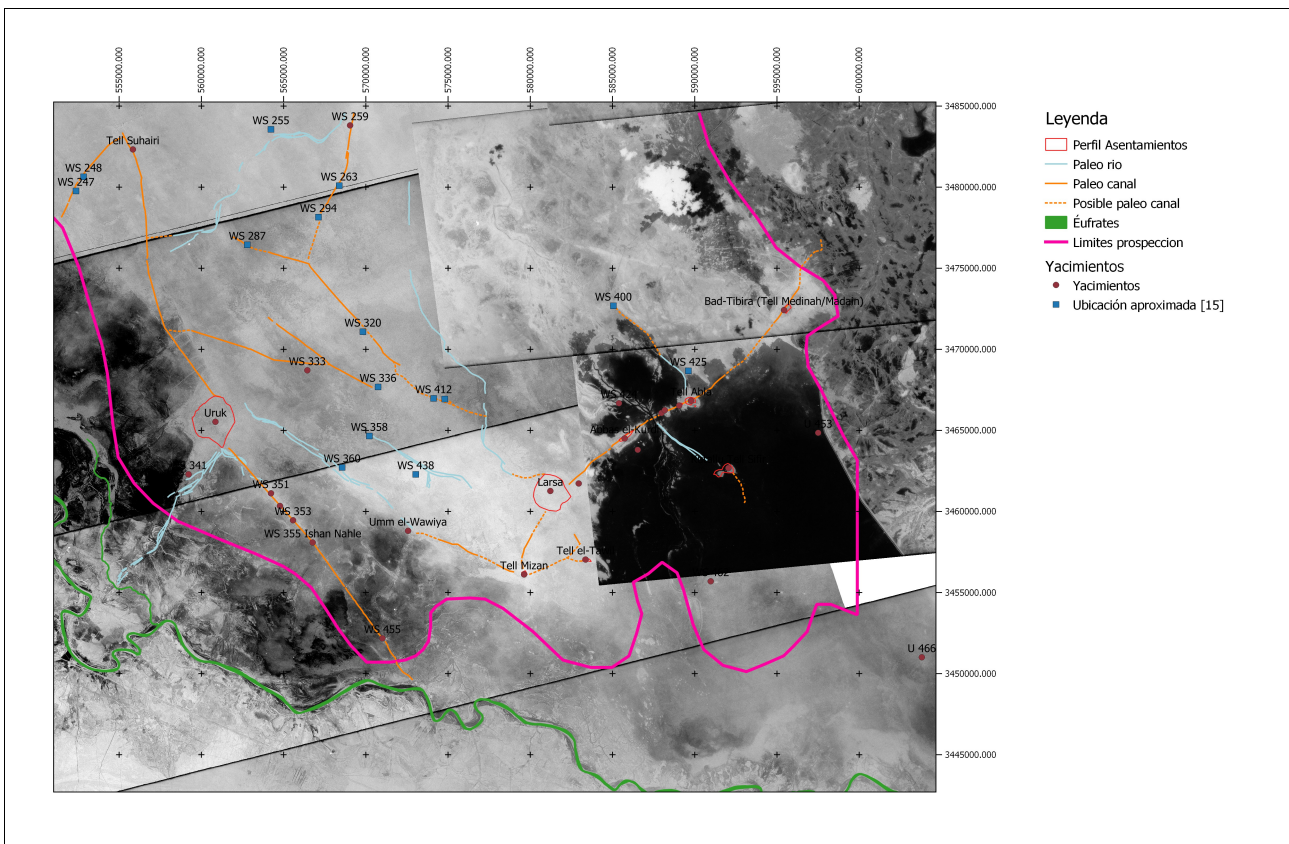 555000.000
560000.000
565000.000
570000.000
575000.000
580000.000
585000.000
590000.000
595000.000
600000.000
3485000.000
3480000.000
3475000.000
3470000.000
3465000.000
3460000.000
3455000.000
3450000.000
3445000.000
WS 255
WS 259
Tell Suhairi
WS 248
WS 247
WS 263
WS 294
WS 287
WS 400
Bad-Tibira (Tell Medinah/Madain)
WS 320
WS 333
WS 336
WS 425
WS 412
Uruk
WS 358
WS 360
WS 438
341
WS 351
Larsa
WS 353
WS 355 Ishan Nahle
Umm el-Wawiya
Tell Mizan
WS 455
U 466
Leyenda
Perfil Asentamientos
Paleo rio
Paleo canal
Posible paleo canal
Éufrates
Limites prospeccion
Yacimientos
Yacimientos
Ubicación aproximada [15]